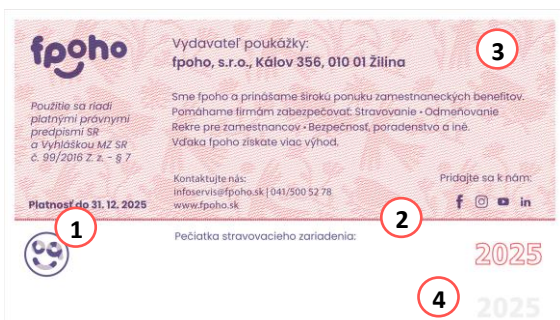 fpoho
Vydavateľ poukážky:
fpoho, s.r.o., Kálov 356, 010 01 Žilina
3
Použitie sa riadi
platnými právnymi
predpismi SR
a Vyhláškou MZ SR
č. 99/2016 Z. z. - § 7
Sme fpoho a prinášame širokú ponuku zamestnaneckých benefitov.
Pomáhame firmám zabezpečovať: Stravovanie • Odmeňovanie
Rekre pre zamestnancov • Bezpečnosť, poradenstvo a iné.
Vďaka fpoho získate viac výhod.
Kontaktujte nás:
infoservis@fpoho.sk | 041/500 52 78
www.fpoho.sk
Pridajte sa k nám:
f in
Platnosť do 31. 12. 2025
1
2
Pečiatka stravovacieho zariadenia:
2025
4
2025